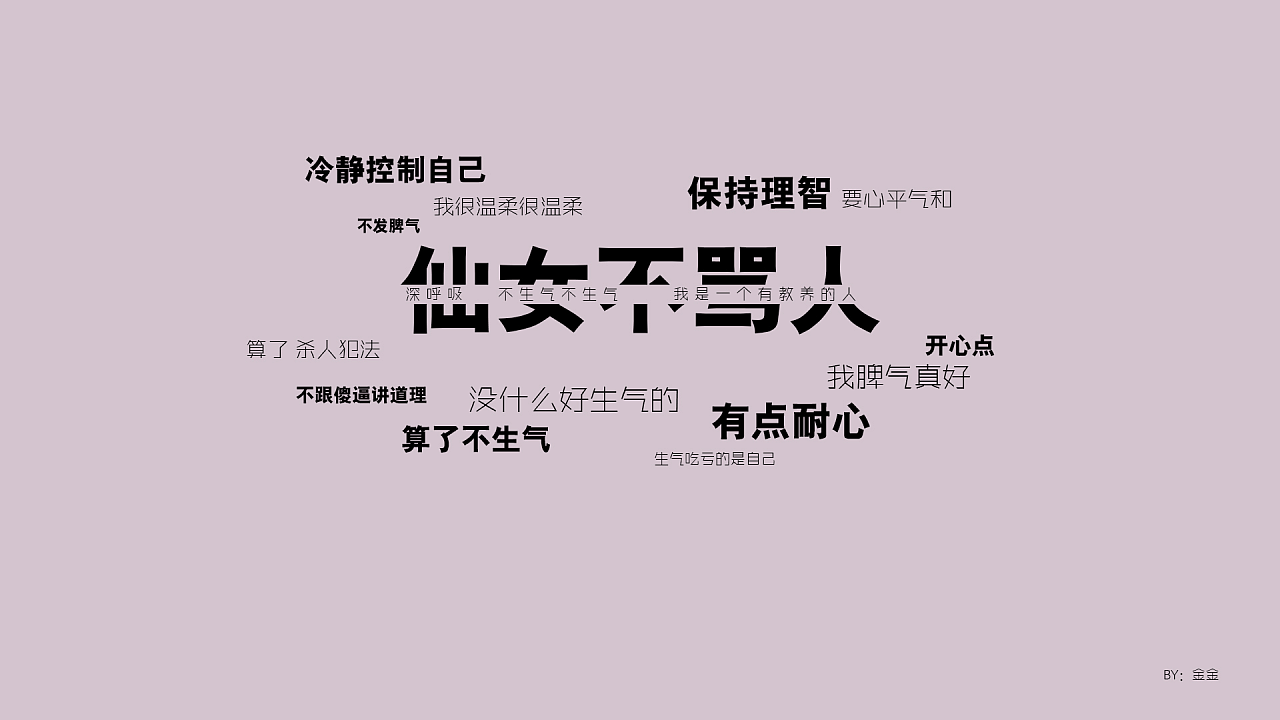 冷静控制自己
保持理智 要心平气和
我很温柔很温柔
不发脾气
仙女不骂人
深呼吸 不生气不生气 我是一个有教养的人
算了 杀人犯法
开心点
我脾气真好
不跟傻逼讲道理
没什么好生气的
有点耐心
算了不生气
生气吃亏的是自己
BY：金金